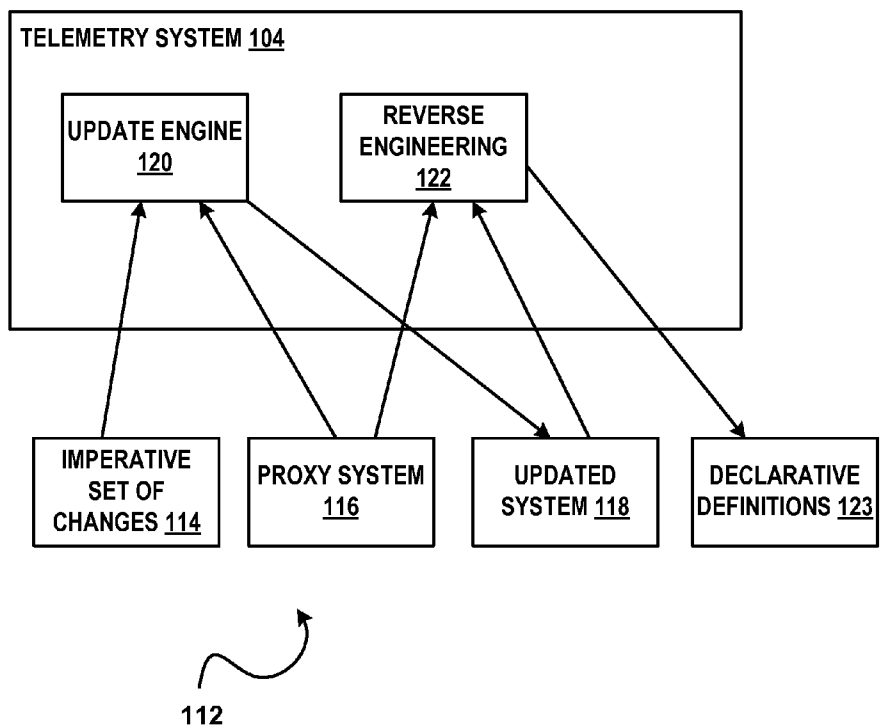 TELEMETRY SYSTEM 104
UPDATE ENGINE
120
REVERSE
ENGINEERING
122
IMPERATIVE
SET OF
CHANGES 114
PROXY SYSTEM
116
UPDATED
SYSTEM 118
DECLARATIVE
DEFINITIONS 123
112